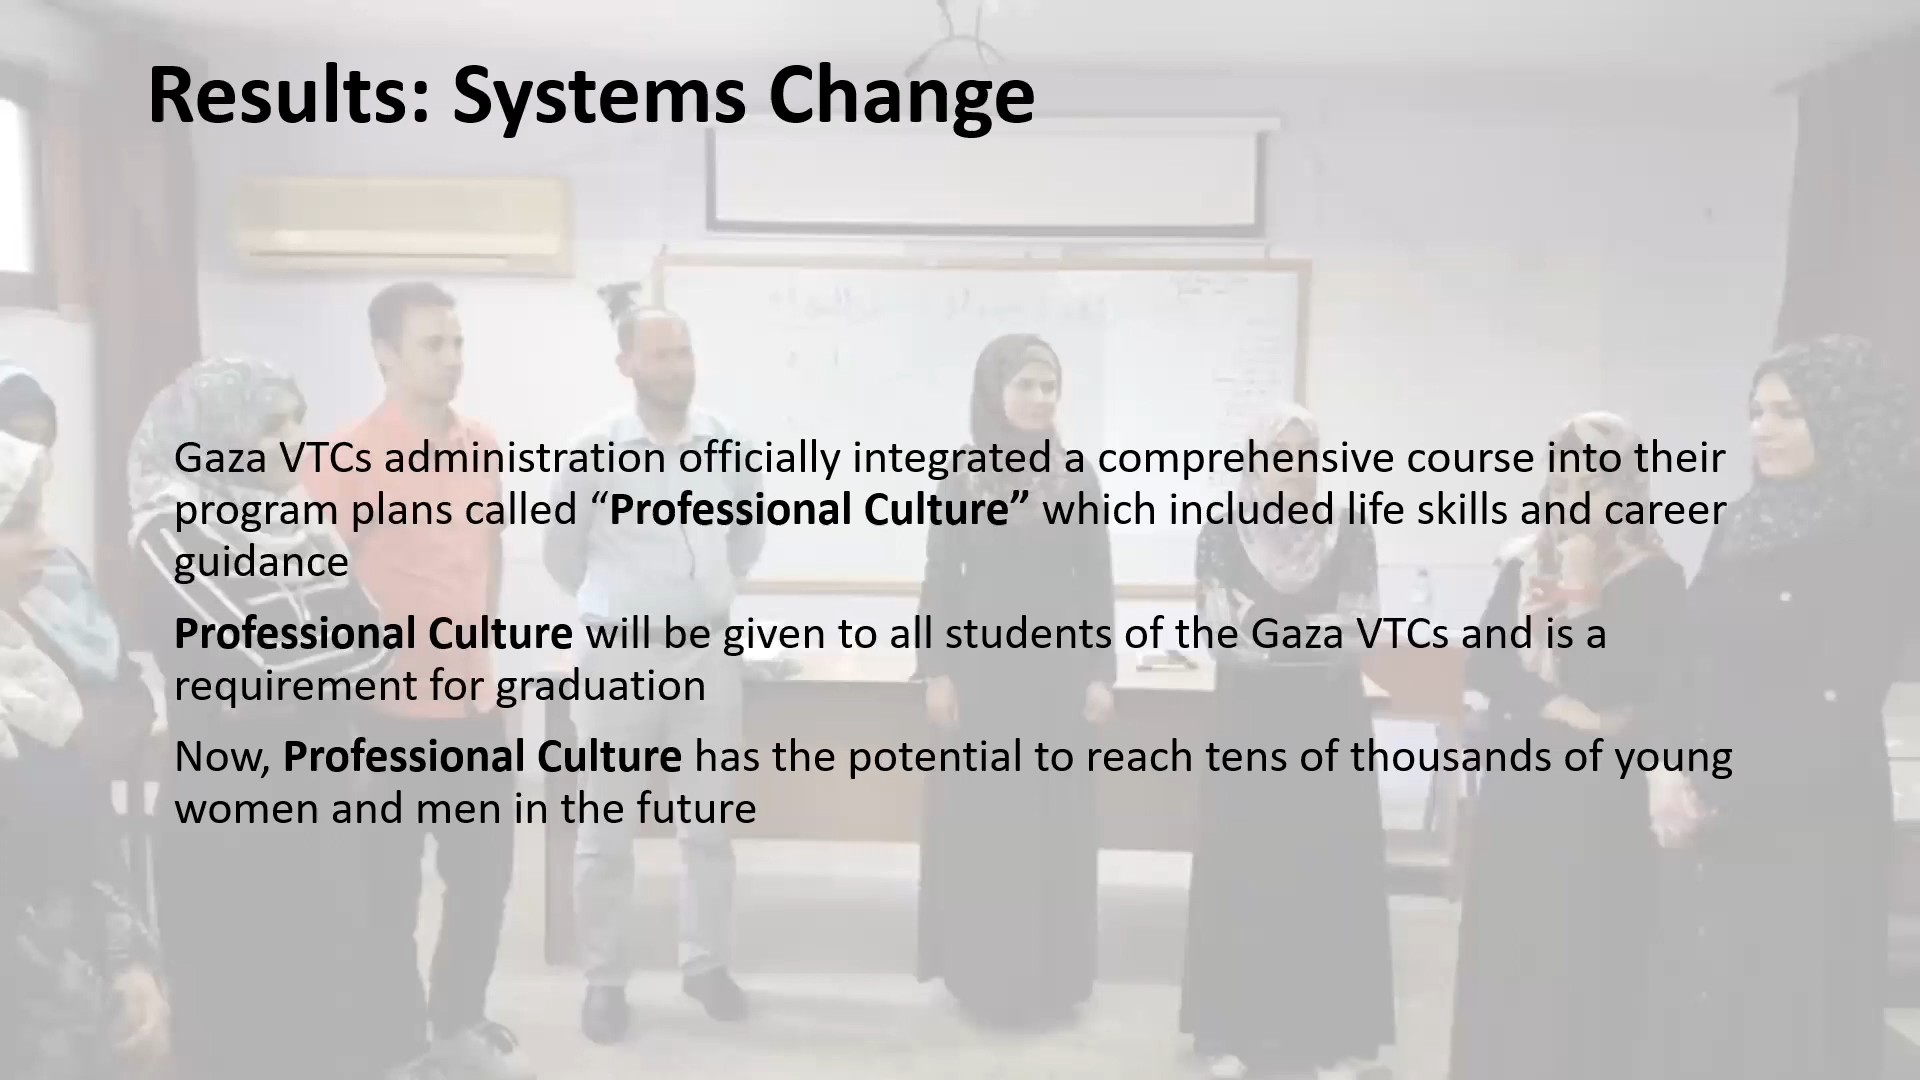 Results: Systems Change
Gaza VTCs administration officially integrated a comprehensive course into their
program plans called “Professional Culture” which included life skills and career
guidance
Professional Culture will be given to all students of the Gaza VTCs and is a
requirement for graduation
Now, Professional Culture has the potential to reach tens of thousands of young
women and men in the future